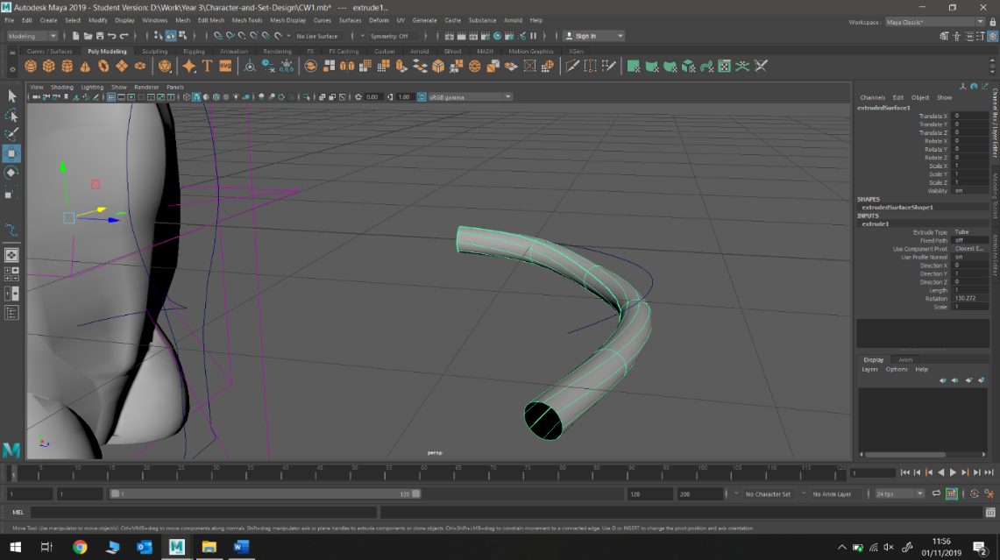 Autodesk Maya 2019 - Student Version: D:\Work\Year 3\Character-and-Set-Design\CW1.mb* --- extrude1...
File Edit Create Select Modify Display Windows Mesh Edit Mesh Mesh Tools Mesh Display Curves Surfaces Deform UV Generate Cache Substance Arnold Help
Workspace : Maya Classic*
Modeling No Live Surface Symmetry: Off Sign In
Curves / Surfaces Poly Modeling Sculpting Rigging Animation Rendering FX FX Caching Custom Arnold Bifrost MASH Motion Graphics XGen
View Shading Lighting Show Renderer Panels
0.00 1.00 sRGB gamma
Channels Edit Object Show
extrudedSurface1
Translate X 0
Translate Y 0
Translate Z 0
Rotate X 0
Rotate Y 0
Rotate Z 0
Scale X 1
Scale Y 1
Scale Z 1
Visibility on
SHAPES
extrudedSurfaceShape1
INPUTS
extrude1
Extrude Type Tube
Fixed Path off
Use Component Pivot Closest E...
Use Profile Normal on
Direction X 0
Direction Y 1
Direction Z 0
Length 1
Rotation 130.272
Scale 1
Channel Box / Layer Editor
Modeling Toolkit
Attribute Editor
Display Anim
Layers Options Help
persp
1 5 10 15 20 25 30 35 40 45 50 55 60 65 70 75 80 85 90 95 100 105 110 115 120 1
1 1 1 120 120 200 No Character Set No Anim Layer 24 fps
MEL
Move Tool: Use manipulator to move object(s). Ctrl+MMB+drag to move components along normals. Shift+drag manipulator axis or plane handles to extrude components or clone objects. Ctrl+Shift+LMB+drag to constrain movement to a connected edge. Use D or INSERT to change the pivot position and axis orientation.
11:56
01/11/2019
2